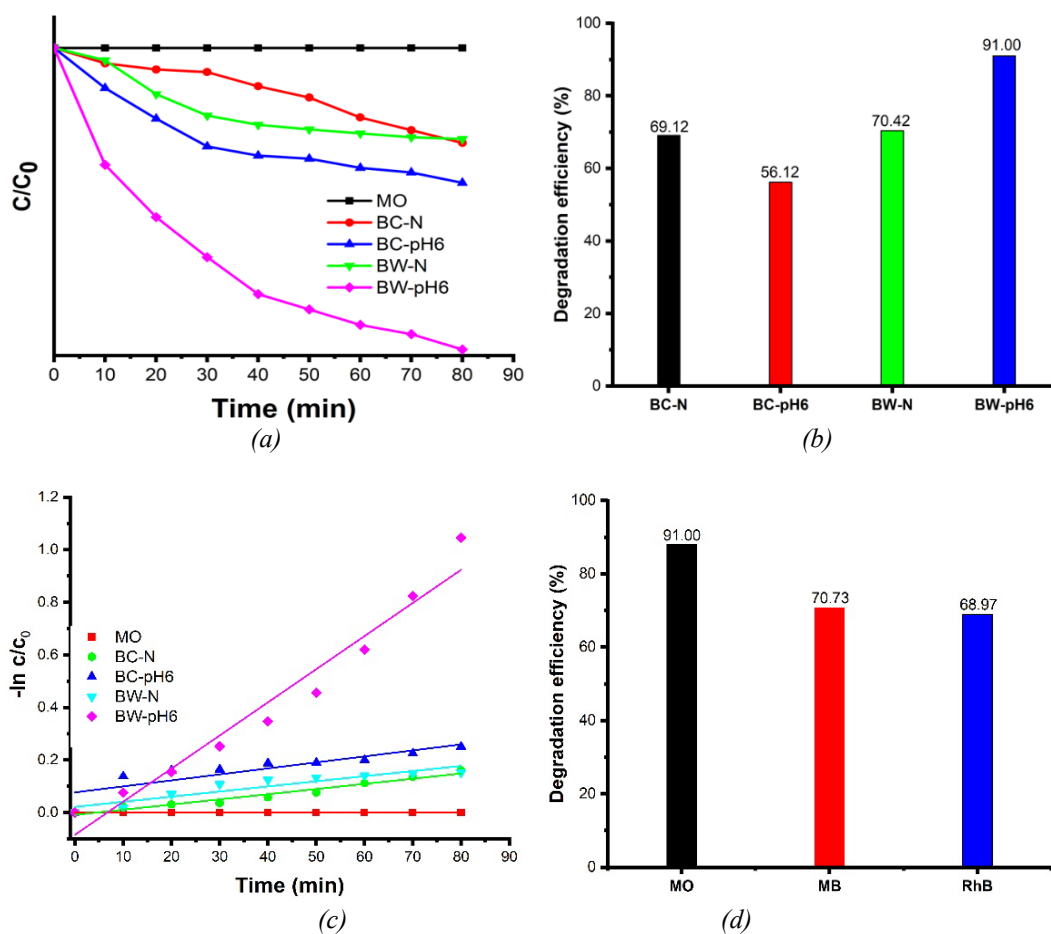 C/C0
MO
BC-N
BC-pH6
BW-N
BW-pH6
0 10 20 30 40 50 60 70 80 90
Time (min)
(a)
Degradation efficiency (%)
100
80
60
40
20
0
69.12
56.12
70.42
91.00
BC-N BC-pH6 BW-N BW-pH6
(b)
-ln c/c0
1.2
1.0
0.8
0.6
0.4
0.2
0.0
MO
BC-N
BC-pH6
BW-N
BW-pH6
0 10 20 30 40 50 60 70 80 90
Time (min)
(c)
Degradation efficiency (%)
100
80
60
40
20
0
91.00
70.73
68.97
MO MB RhB
(d)